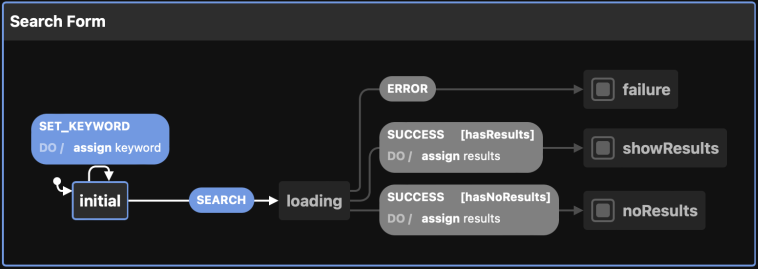 Search Form
ERROR
failure
SET_KEYWORD
DO / assign keyword
SUCCESS [hasResults]
DO / assign results
showResults
initial
SEARCH
loading
SUCCESS [hasNoResults]
DO / assign results
noResults